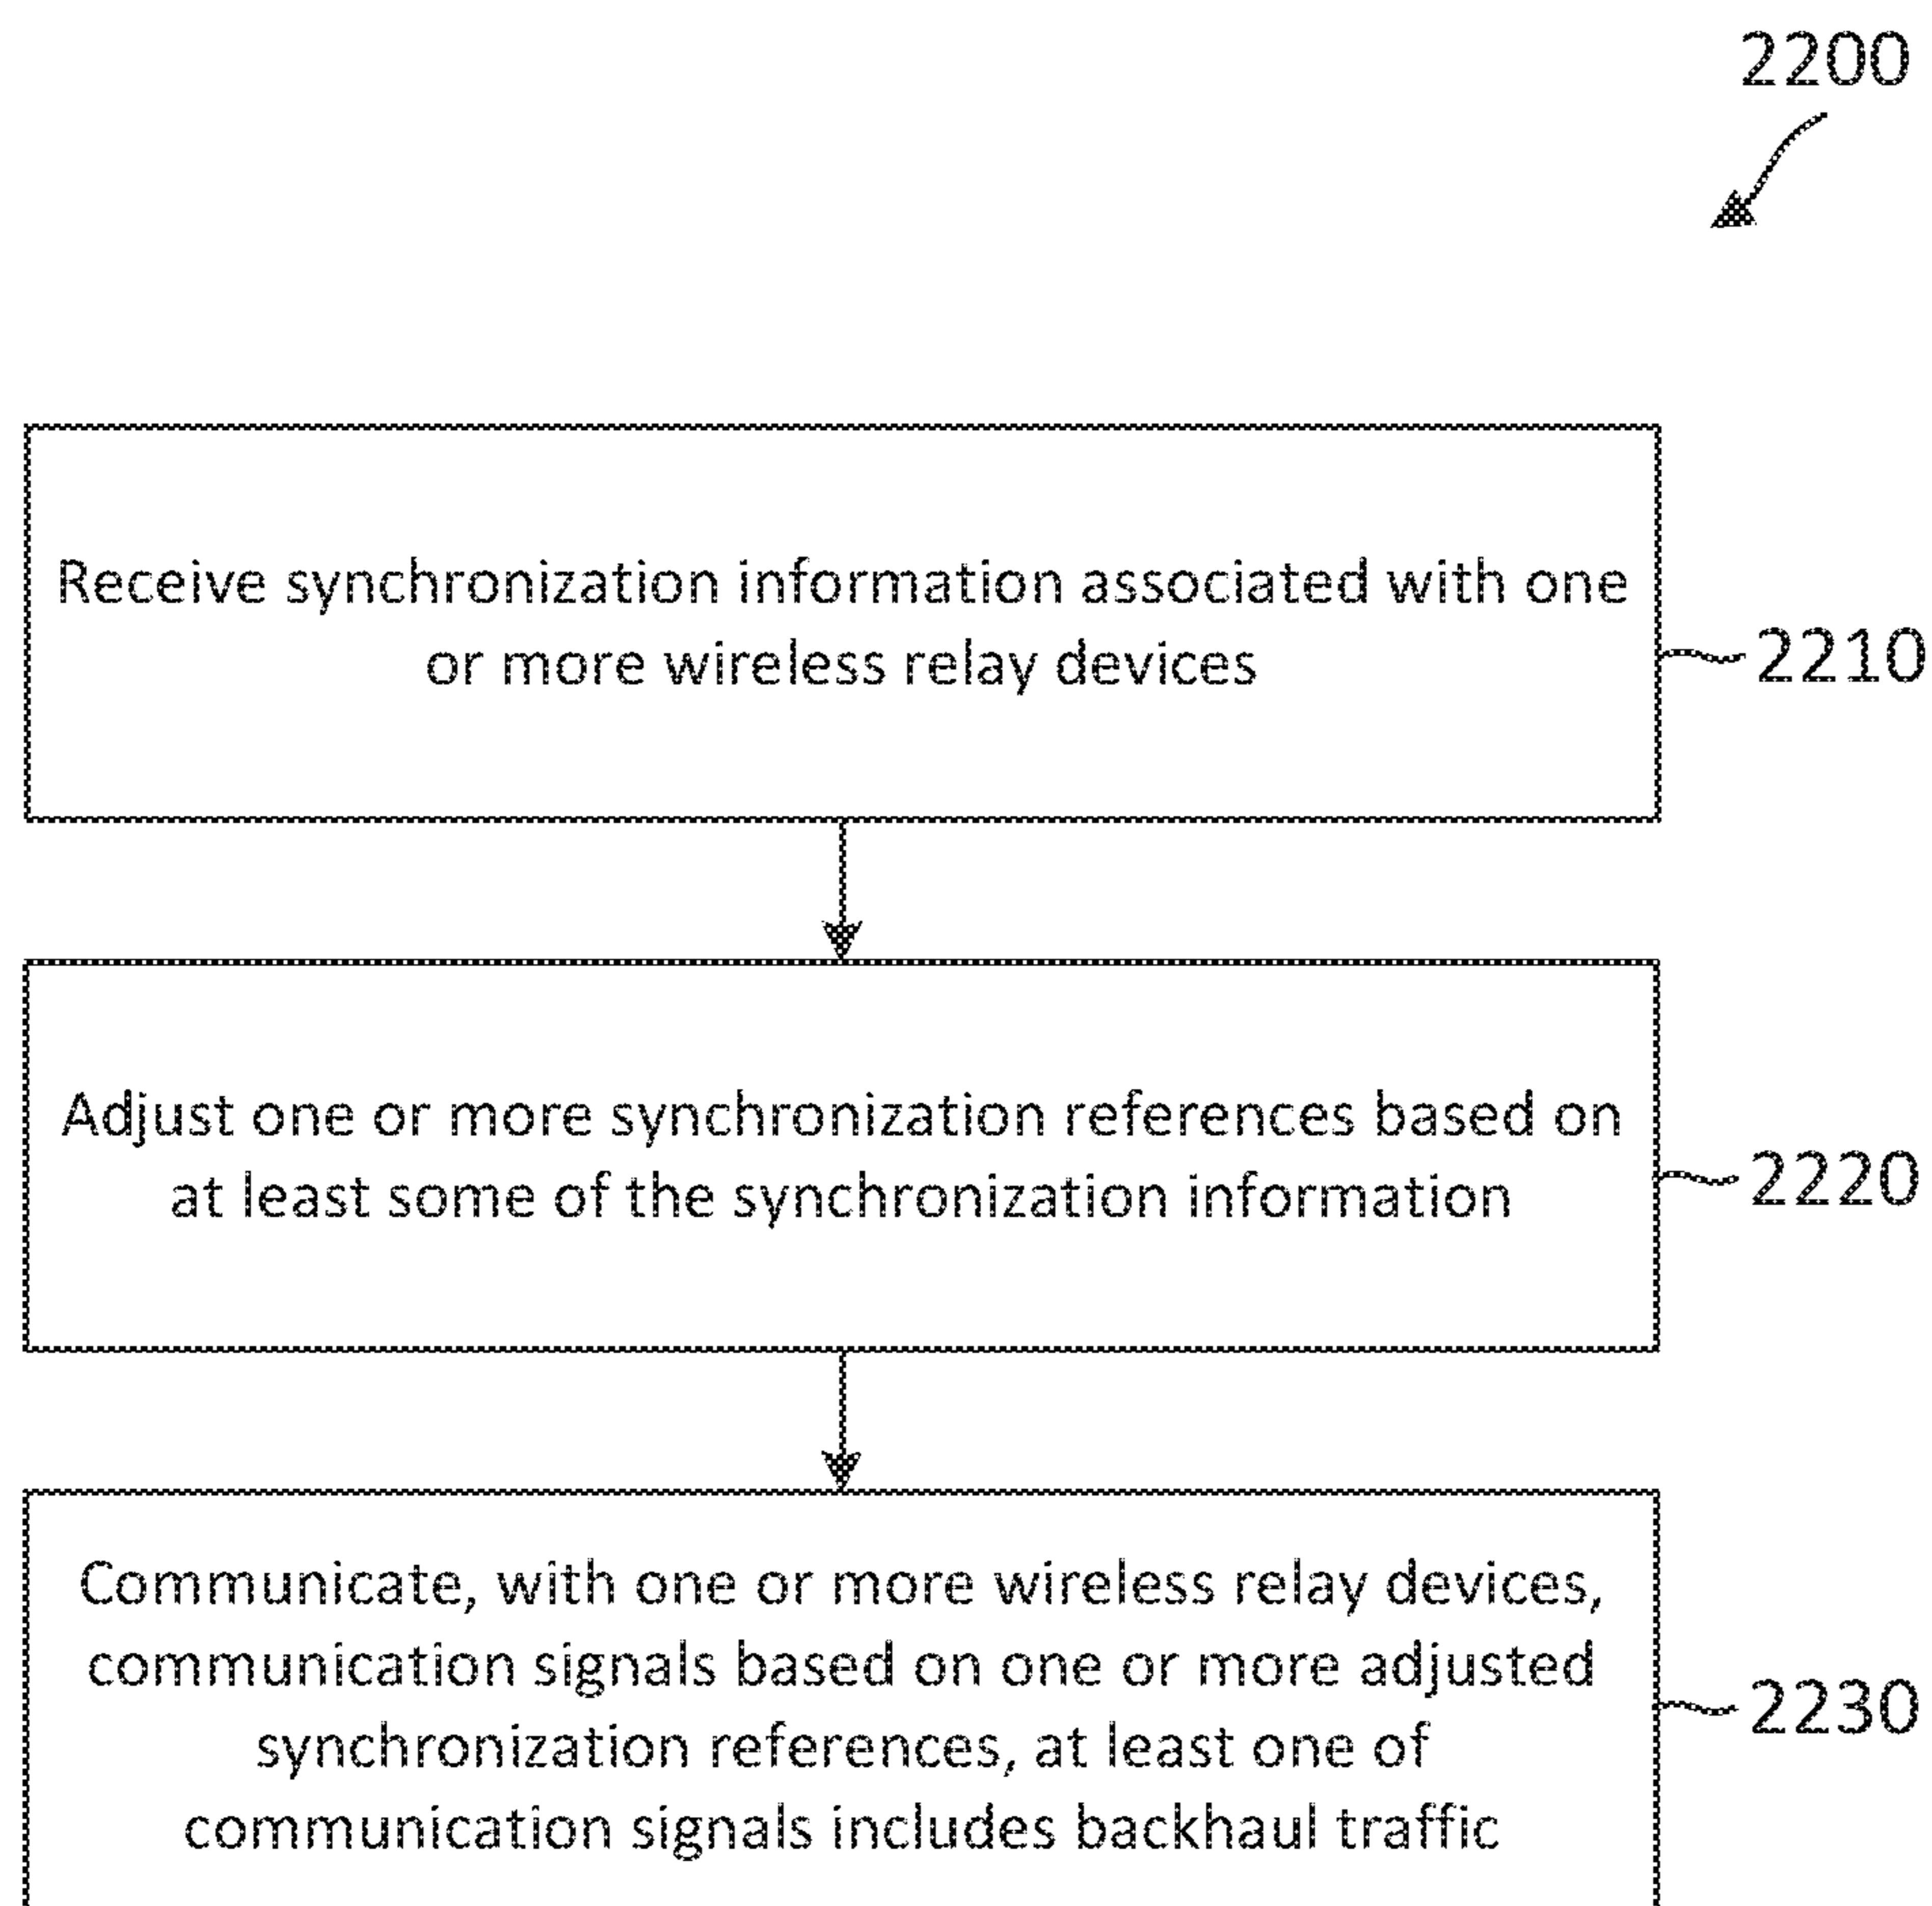 2200
Receive synchronization information associated with one
or more wireless relay devices
2210
Adjust one or more synchronization references based on
at least some of the synchronization information
2220
Communicate, with one or more wireless relay devices,
communication signals based on one or more adjusted
synchronization references, at least one of
communication signals includes backhaul traffic
2230